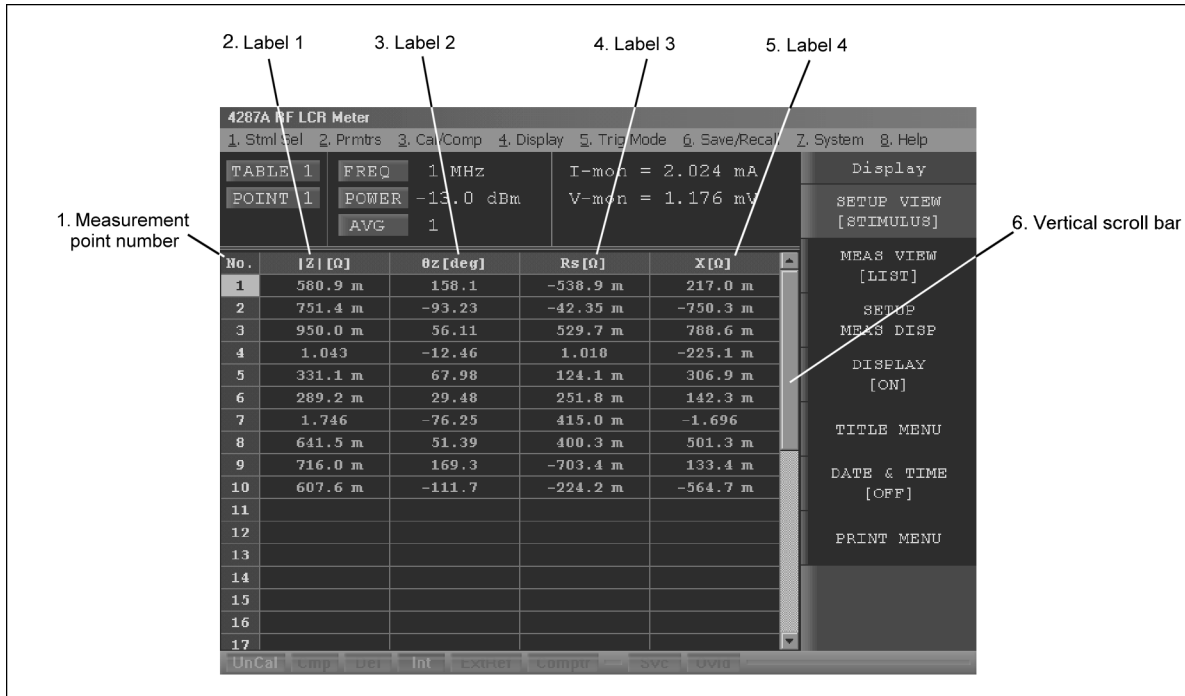 2. Label 1
3. Label 2
4. Label 3
5. Label 4
4287A RF LCR Meter
1. Stml Sel 2. Prmtrs 3. Cal/Comp 4. Display 5. Trig Mode 6. Save/Recall 7. System 8. Help
TABLE 1 FREQ 1 MHz I-mon = 2.024 mA
POINT 1 POWER -13.0 dBm V-mon = 1.176 mV
AVG 1
1. Measurement
point number
6. Vertical scroll bar
No. |Z|[Ω] θz[deg] Rs[Ω] X[Ω]
1 580.9 m 158.1 -538.9 m 217.0 m
2 751.4 m -93.23 -42.35 m -750.3 m
3 950.0 m 56.11 529.7 m 788.6 m
4 1.043 -12.46 1.018 -225.1 m
5 331.1 m 67.98 124.1 m 306.9 m
6 289.2 m 29.48 251.8 m 142.3 m
7 1.746 -76.25 415.0 m -1.696
8 641.5 m 51.39 400.3 m 501.3 m
9 716.0 m 169.3 -703.4 m 133.4 m
10 607.6 m -111.7 -224.2 m -564.7 m
11
12
13
14
15
16
17
Display
SETUP VIEW
[STIMULUS]
MEAS VIEW
[LIST]
SETUP
MEAS DISP
DISPLAY
[ON]
TITLE MENU
DATE & TIME
[OFF]
PRINT MENU
UnCal Cmp Del Int ExtRef Comptr Svc Ovld